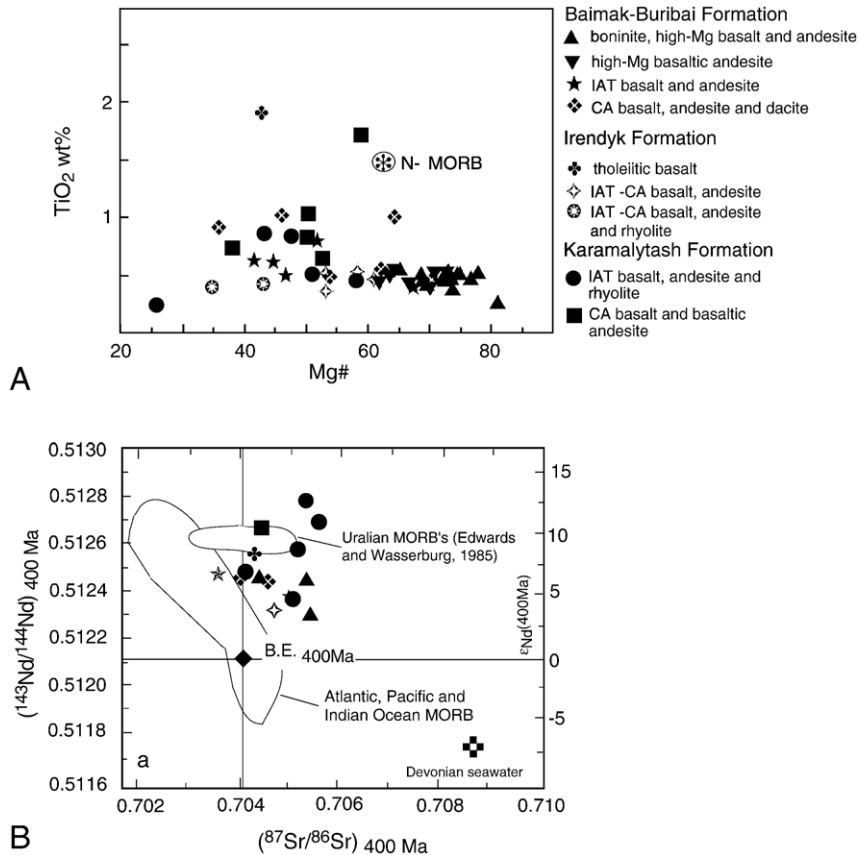 Baimak-Buribai Formation
boninite, high-Mg basalt and andesite
high-Mg basaltic andesite
IAT basalt and andesite
CA basalt, andesite and dacite
Irendyk Formation
tholeiitic basalt
IAT -CA basalt, andesite
IAT -CA basalt, andesite
and rhyolite
Karamalytash Formation
IAT basalt, andesite and
rhyolite
CA basalt and basaltic
andesite
TiO2 wt%
2
1
N- MORB
20
40
60
80
Mg#
A
(143Nd/144Nd) 400 Ma
0.5130
0.5128
0.5126
0.5124
0.5122
0.5120
0.5118
0.5116
Uralian MORB's (Edwards
and Wasserburg, 1985)
B.E. 400Ma
Atlantic, Pacific and
Indian Ocean MORB
Devonian seawater
a
15
10
5
0
-5
εNd(400Ma)
0.702
0.704
0.706
0.708
0.710
(87Sr/86Sr) 400 Ma
B